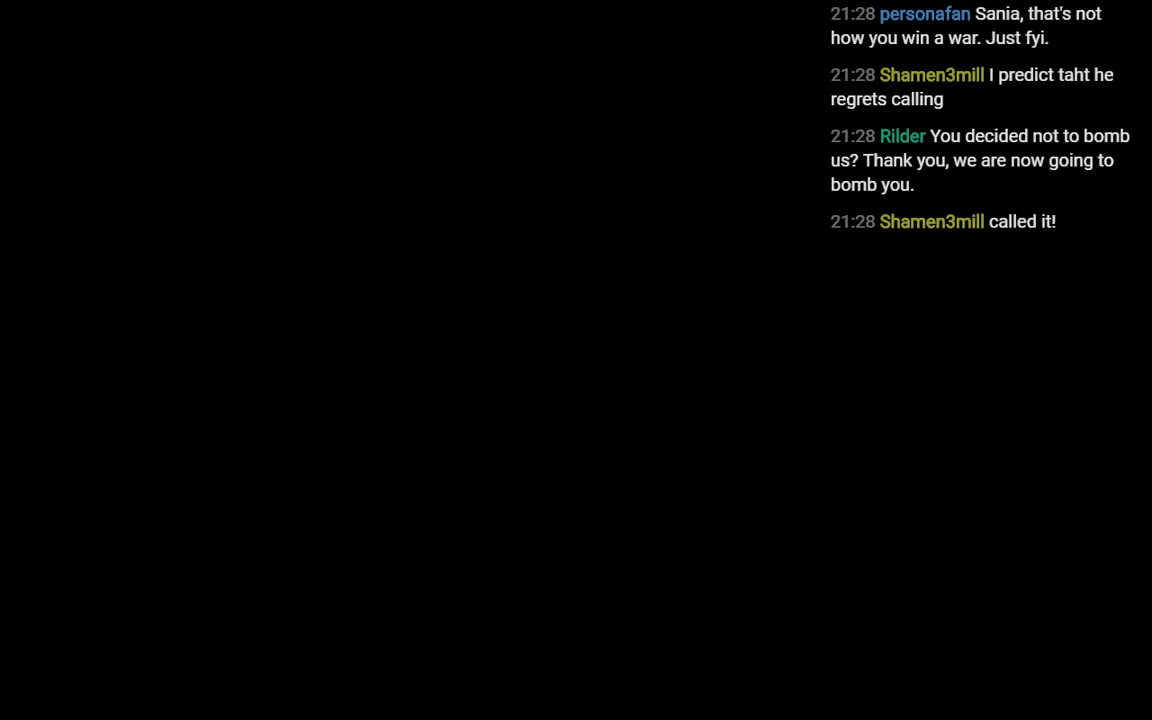 21:28 personafan Sania, that's not
how you win a war. Just fyi.
21:28 Shamen3mill I predict taht he
regrets calling
21:28 Rilder You decided not to bomb
us? Thank you, we are now going to
bomb you.
21:28 Shamen3mill called it!